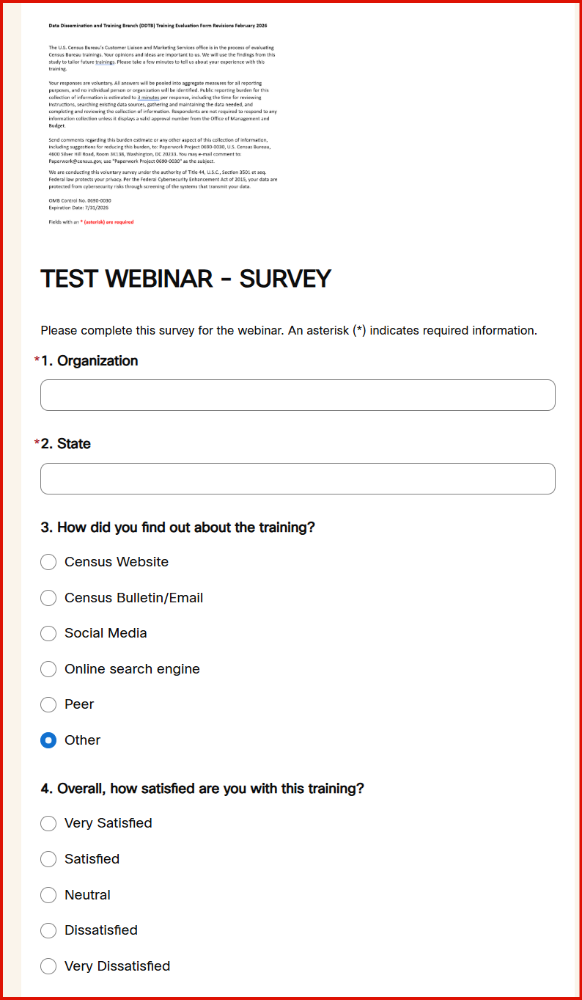 Data Dissemination and Training Branch (DDTB) Training Evaluation Form Revisions February 2026
The U.S. Census Bureau's Customer Liaison and Marketing Services office is in the process of evaluating
Census Bureau trainings. Your opinions and ideas are important to us. We will use the findings from this
study to tailor future trainings. Please take a few minutes to tell us about your experience with this
training.
Your responses are voluntary. All answers will be pooled into aggregate measures for all reporting
purposes, and no individual person or organization will be identified. Public reporting burden for this
collection of information is estimated to 3 minutes per response, including the time for reviewing
instructions, searching existing data sources, gathering and maintaining the data needed, and
completing and reviewing the collection of information. Respondents are not required to respond to any
information collection unless it displays a valid approval number from the Office of Management and
Budget.
Send comments regarding this burden estimate or any other aspect of this collection of information,
including suggestions for reducing this burden, to: Paperwork Project 0690-0030, U.S. Census Bureau,
4600 Silver Hill Road, Room 3K138, Washington, DC 20233. You may e-mail comment to:
Paperwork@census.gov, use "Paperwork Project 0690-0030" as the subject.
We are conducting this voluntary survey under the authority of Title 44, U.S.C., Section 3501 et seq.
Federal law protects your privacy. Per the Federal Cybersecurity Enhancement Act of 2015, your data are
protected from cybersecurity risks through screening of the systems that transmit your data.
OMB Control No. 0690-0030
Expiration Date: 7/31/2026
Fields with an * (asterisk) are required
TEST WEBINAR - SURVEY
Please complete this survey for the webinar. An asterisk (*) indicates required information.
*1. Organization
*2. State
3. How did you find out about the training?
Census Website
Census Bulletin/Email
Social Media
Online search engine
Peer
Other
4. Overall, how satisfied are you with this training?
Very Satisfied
Satisfied
Neutral
Dissatisfied
Very Dissatisfied